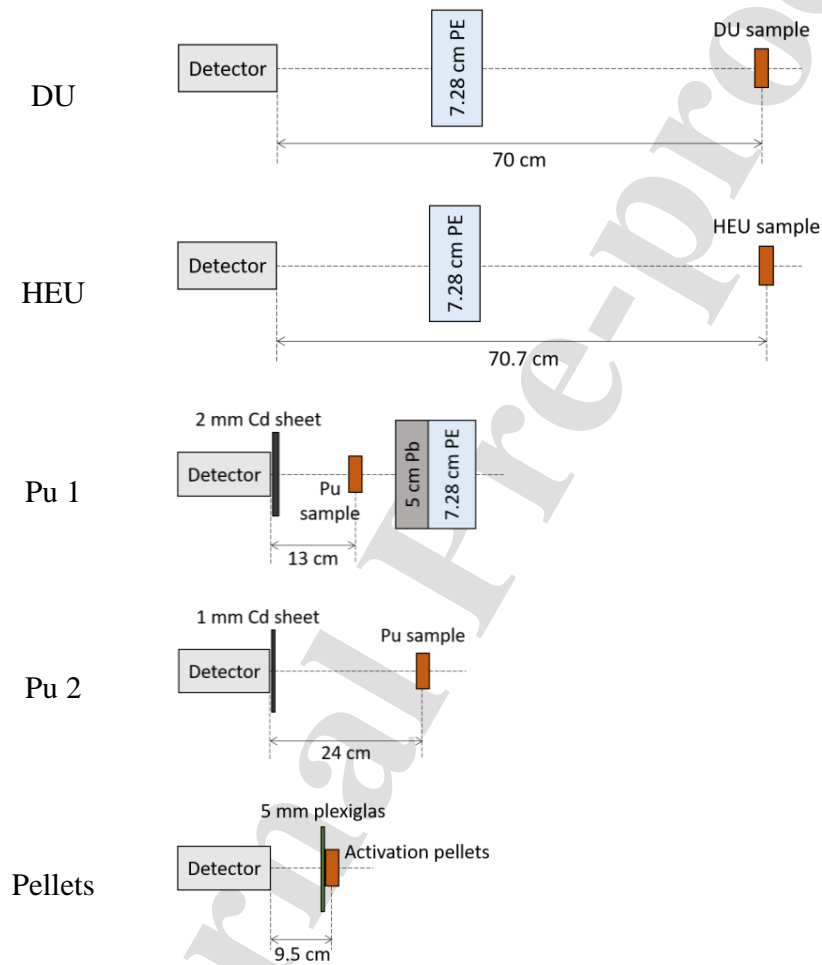 DU
Detector
7.28 cm PE
DU sample
70 cm
HEU
Detector
7.28 cm PE
HEU sample
70.7 cm
Pu 1
2 mm Cd sheet
Detector
Pu
sample
5 cm Pb
7.28 cm PE
13 cm
Pu 2
1 mm Cd sheet
Detector
Pu sample
24 cm
Pellets
5 mm plexiglas
Detector
Activation pellets
9.5 cm
rnal Pre-proo